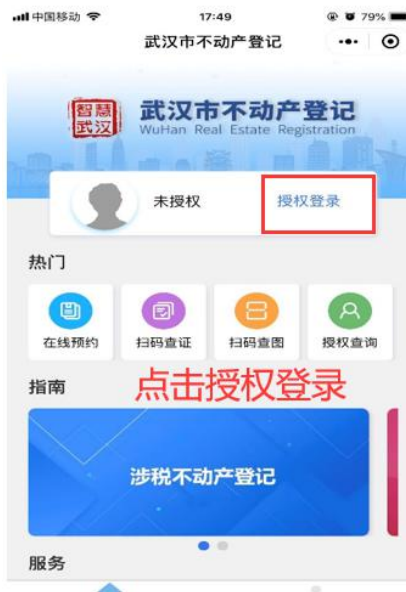 中国移动 17:49 79%
武汉市不动产登记
智慧
武汉
武汉市不动产登记
WuHan Real Estate Registration
未授权 授权登录
热门
在线预约 扫码查证 扫码查图 授权查询
指南
点击授权登录
涉税不动产登记
服务